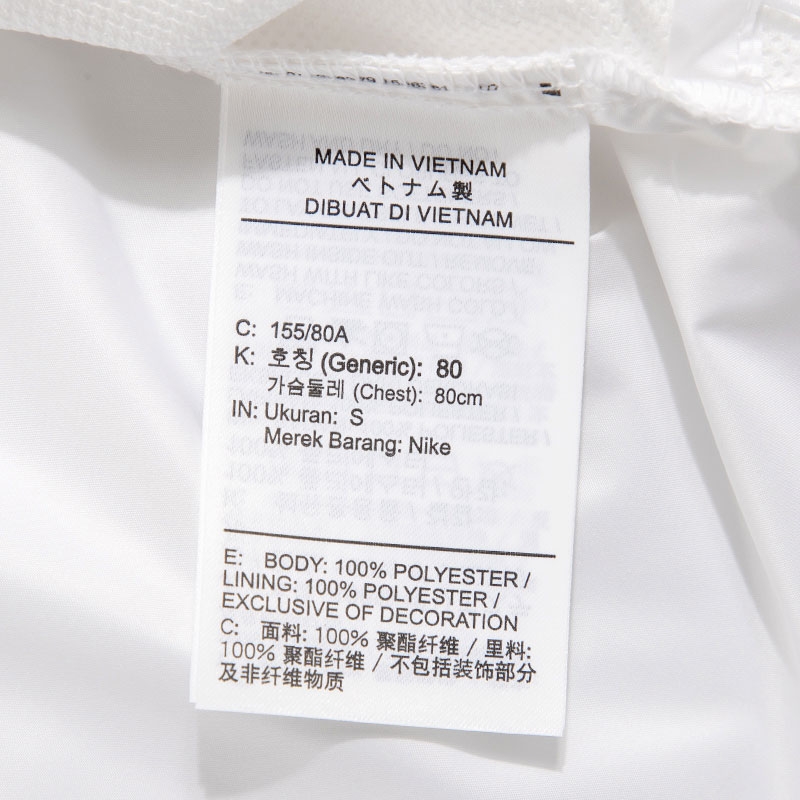 MADE IN VIETNAM
ベトナム製
DIBUAT DI VIETNAM
C: 155/80A
K: 호칭 (Generic): 80
가슴둘레 (Chest): 80cm
IN: Ukuran: S
Merek Barang: Nike
E: BODY: 100% POLYESTER /
LINING: 100% POLYESTER /
EXCLUSIVE OF DECORATION
C: 面料: 100% 聚酯纤维 / 里料:
100% 聚酯纤维 / 不包括装饰部分
及非纤维物质